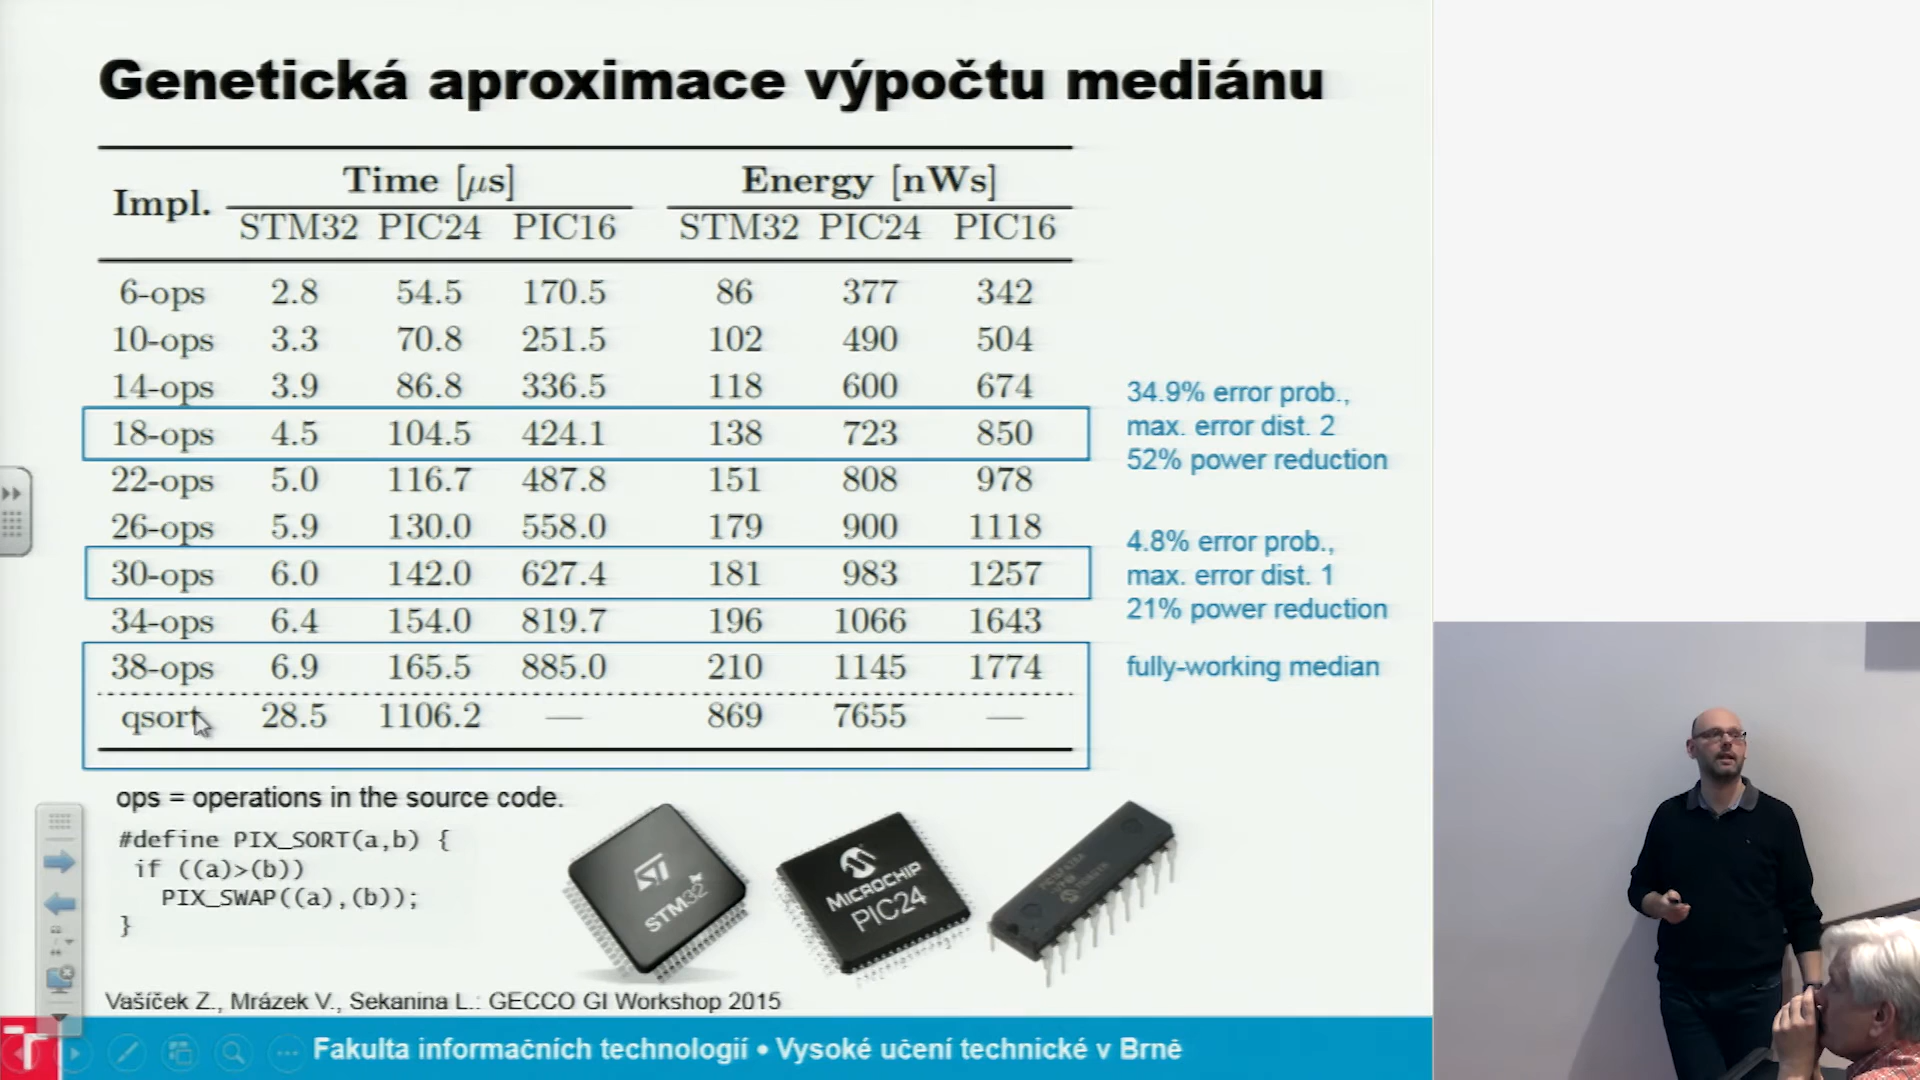 Genetická aproximace výpočtu mediánu
Impl. Time [μs] Energy [nWs]
STM32 PIC24 PIC16 STM32 PIC24 PIC16
6-ops 2.8 54.5 170.5 86 377 342
10-ops 3.3 70.8 251.5 102 490 504
14-ops 3.9 86.8 336.5 118 600 674
18-ops 4.5 104.5 424.1 138 723 850
22-ops 5.0 116.7 487.8 151 808 978
26-ops 5.9 130.0 558.0 179 900 1118
30-ops 6.0 142.0 627.4 181 983 1257
34-ops 6.4 154.0 819.7 196 1066 1643
38-ops 6.9 165.5 885.0 210 1145 1774
qsort 28.5 1106.2 — 869 7655 —
34.9% error prob.,
max. error dist. 2
52% power reduction
4.8% error prob.,
max. error dist. 1
21% power reduction
fully-working median
ops = operations in the source code.
#define PIX_SORT(a,b) {
if ((a)>(b))
PIX_SWAP((a),(b));
}
ST
STM32
MICROCHIP
PIC24
Vašíček Z., Mrázek V., Sekanina L.: GECCO GI Workshop 2015
Fakulta informačních technologií • Vysoké učení technické v Brně